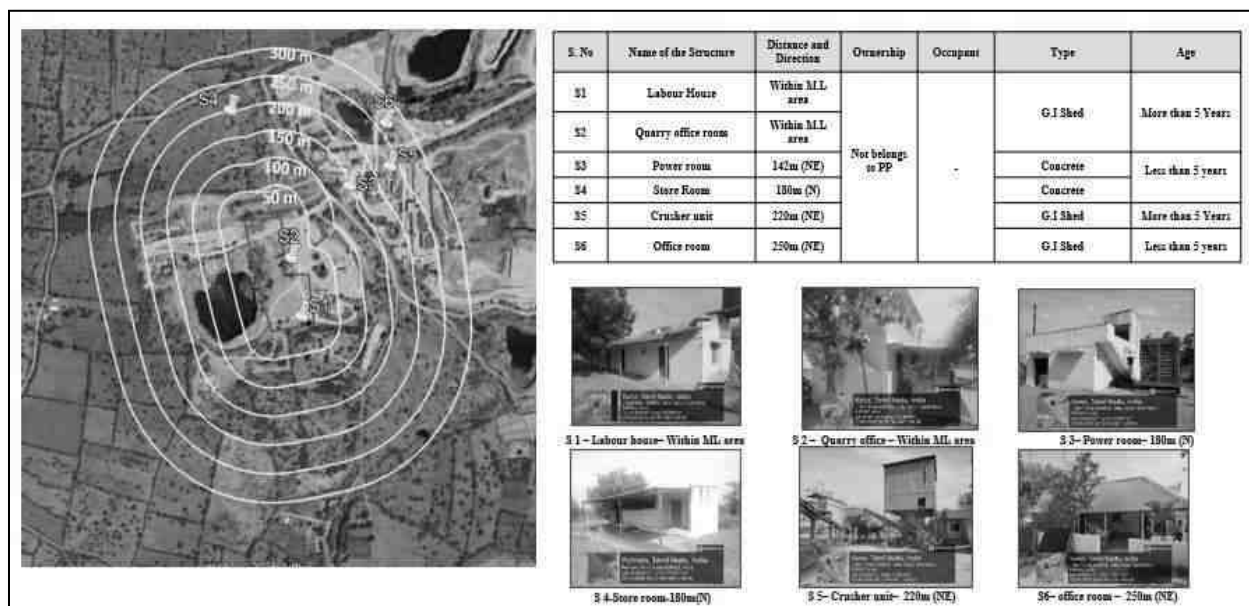 300 m
250 m
200 m
150 m
100 m
50 m
S4
S6
S5
S3
S2
S1
S. No Name of the Structure Distance and Direction Ownership Occupant Type Age
S1 Labour House Within M.L area Not belongs to PP - G.I Shed More than 5 Years
S2 Quarry office room Within M.L area
S3 Power room 142m (NE) Concrete Less than 5 years
S4 Store Room 180m (N) Concrete
S5 Crusher unit 220m (NE) G.I Shed More than 5 Years
S6 Office room 250m (NE) G.I Shed Less than 5 years
S 1 – Labour house– Within ML area
S 2 – Quarry office – Within ML area
S 3– Power room– 180m (N)
S 4-Store room-180m(N)
S 5– Crusher unit– 220m (NE)
S6– office room – 250m (NE)